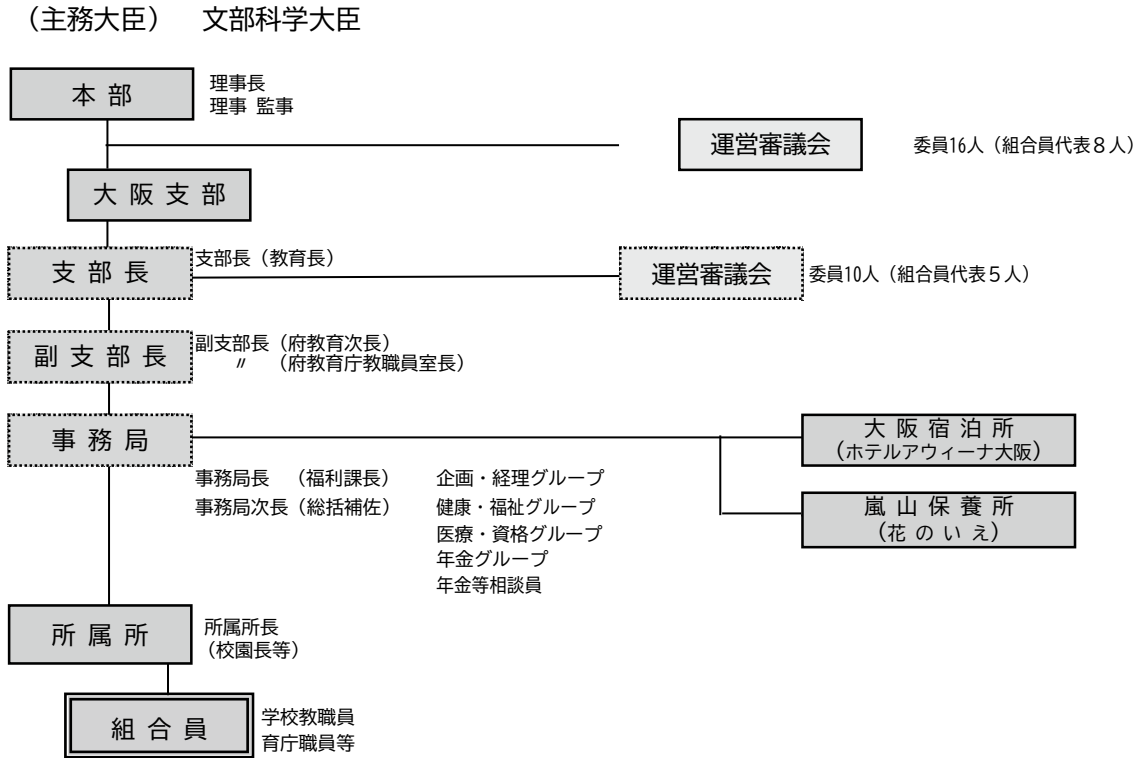 （主務大臣）　文部科学大臣
本 部
理事長
理事 監事
運営審議会
委員16人（組合員代表８人）
大 阪 支 部
支 部 長
支部長（教育長）
運営審議会
委員10人（組合員代表５人）
副 支 部 長
副支部長（府教育次長）
〃　（府教育庁教職員室長）
事 務 局
大 阪 宿 泊 所
（ホテルアウィーナ大阪）
事務局長　（福利課長）
事務局次長（総括補佐）
企画・経理グループ
健康・福祉グループ
医療・資格グループ
年金グループ
年金等相談員
嵐 山 保 養 所
（花 の い え）
所 属 所
所属所長
（校園長等）
組 合 員
学校教職員
育庁職員等